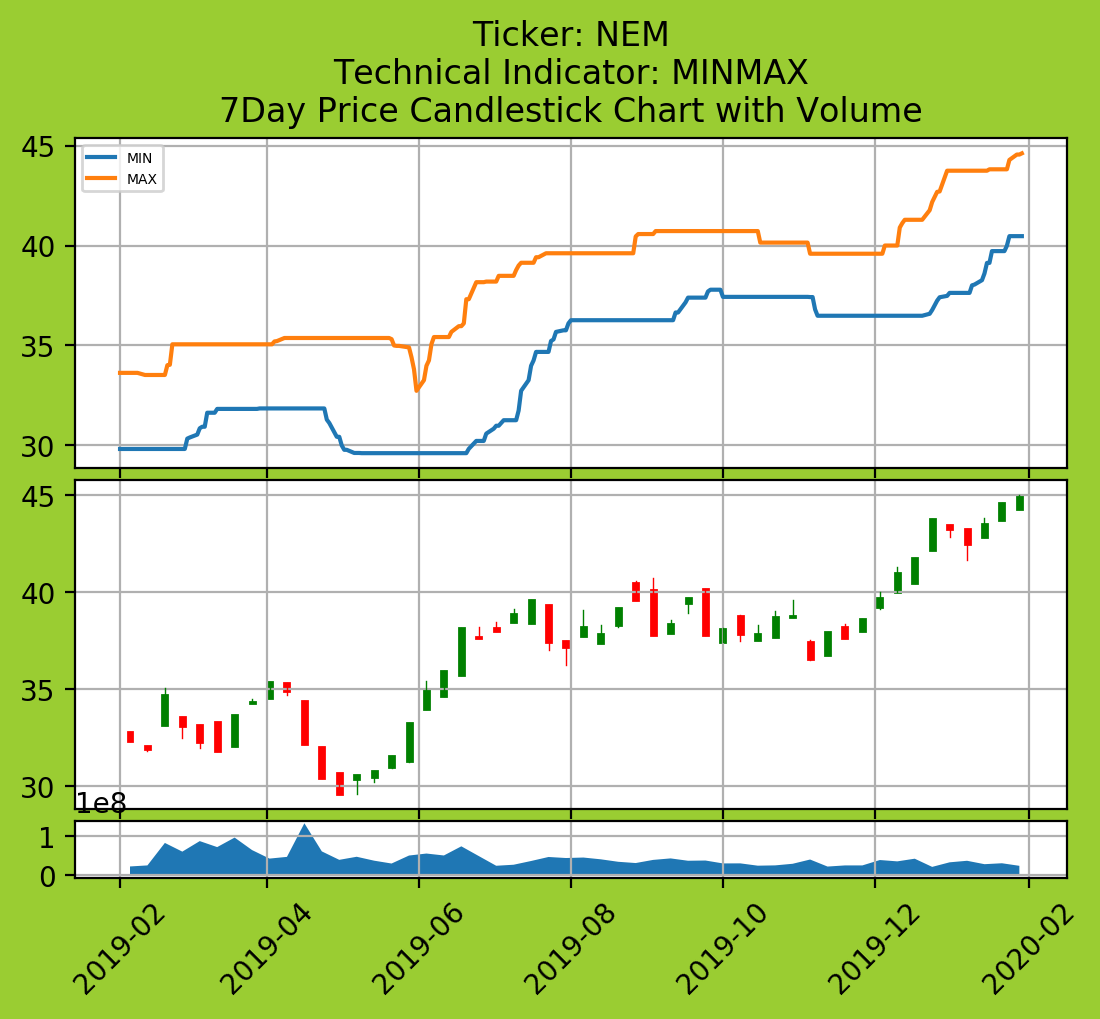 Ticker: NEM
Technical Indicator: MINMAX
7Day Price Candlestick Chart with Volume
45
40
35
30
MIN
MAX
45
40
35
30
1e8
1
0
2019-02
2019-04
2019-06
2019-08
2019-10
2019-12
2020-02